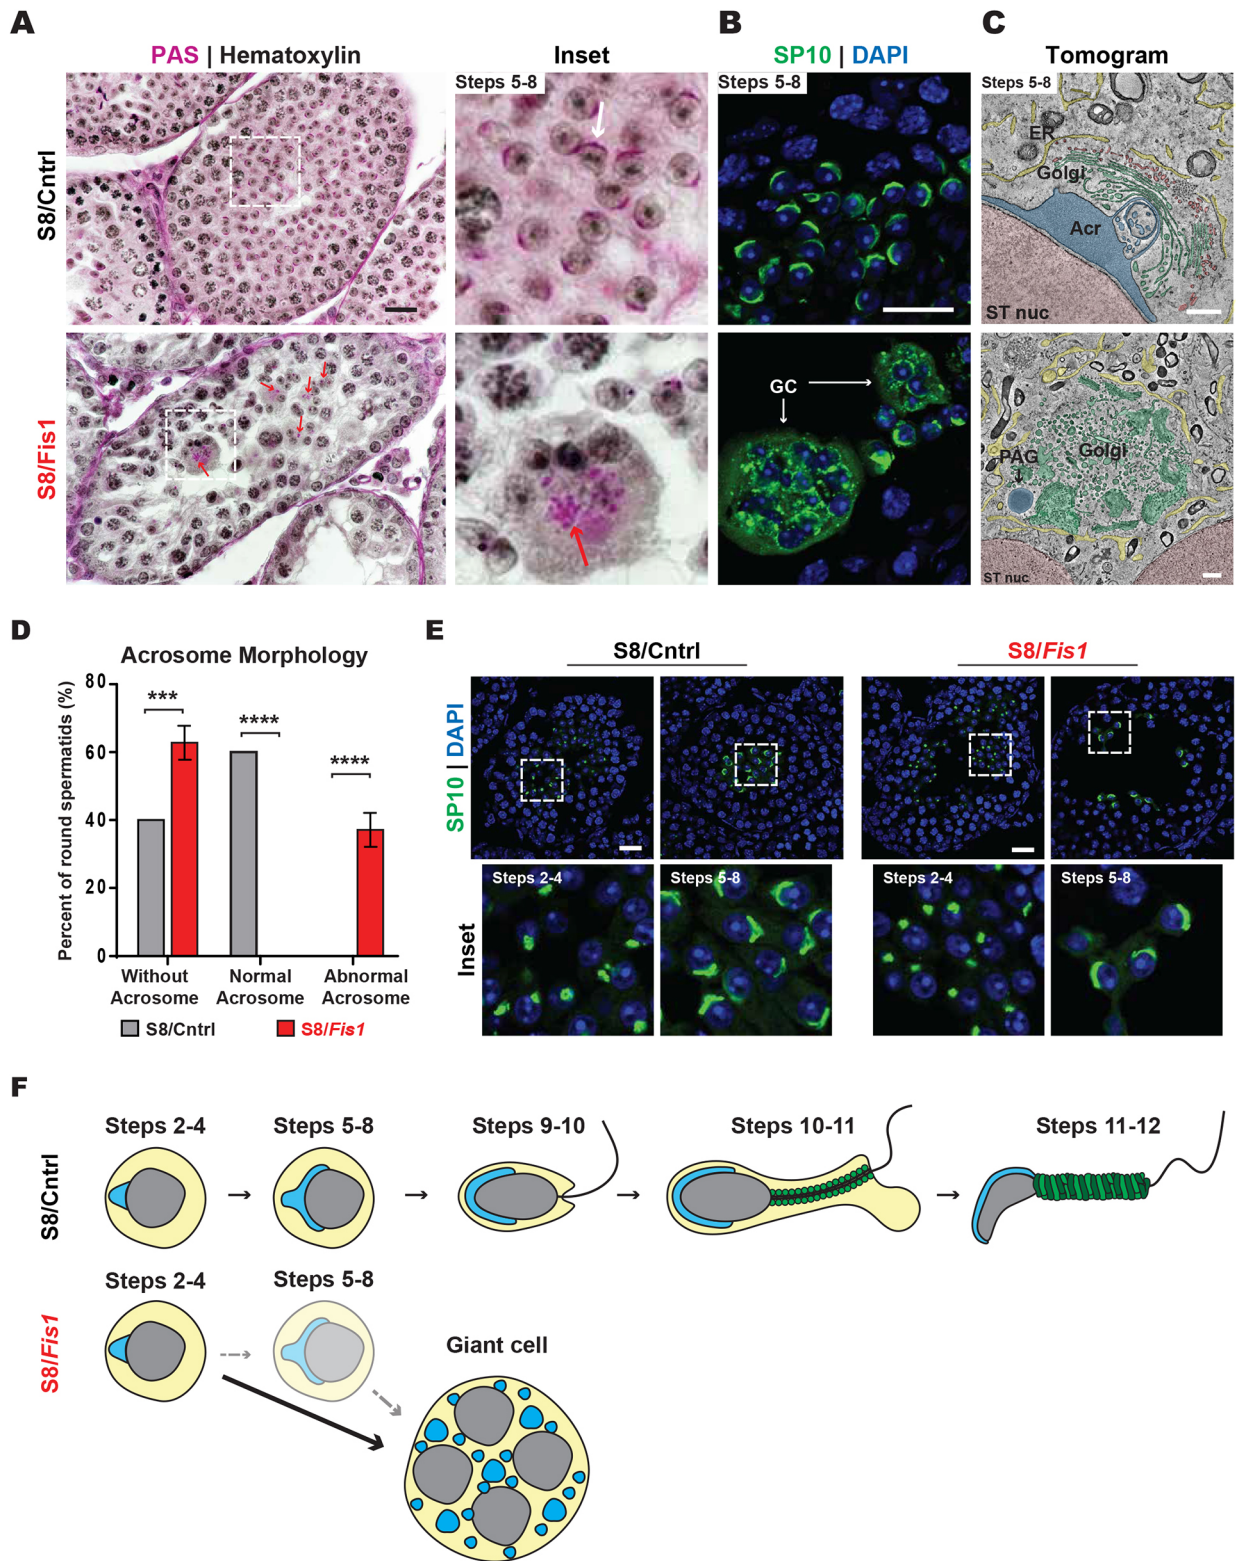 A
PAS | Hematoxylin
Inset
S8/Cntrl
Steps 5-8
S8/Fis1
B
SP10 | DAPI
Steps 5-8
GC
C
Tomogram
Steps 5-8
ER
Golgi
Acr
ST nuc
PAG
Golgi
ST nuc
D
Acrosome Morphology
Percent of round spermatids (%)
80
60
40
20
0
***
****
****
Without
Acrosome
Normal
Acrosome
Abnormal
Acrosome
S8/Cntrl
S8/Fis1
E
S8/Cntrl
S8/Fis1
SP10 | DAPI
Inset
Steps 2-4
Steps 5-8
Steps 2-4
Steps 5-8
F
S8/Cntrl
Steps 2-4
Steps 5-8
Steps 9-10
Steps 10-11
Steps 11-12
S8/Fis1
Steps 2-4
Steps 5-8
Giant cell